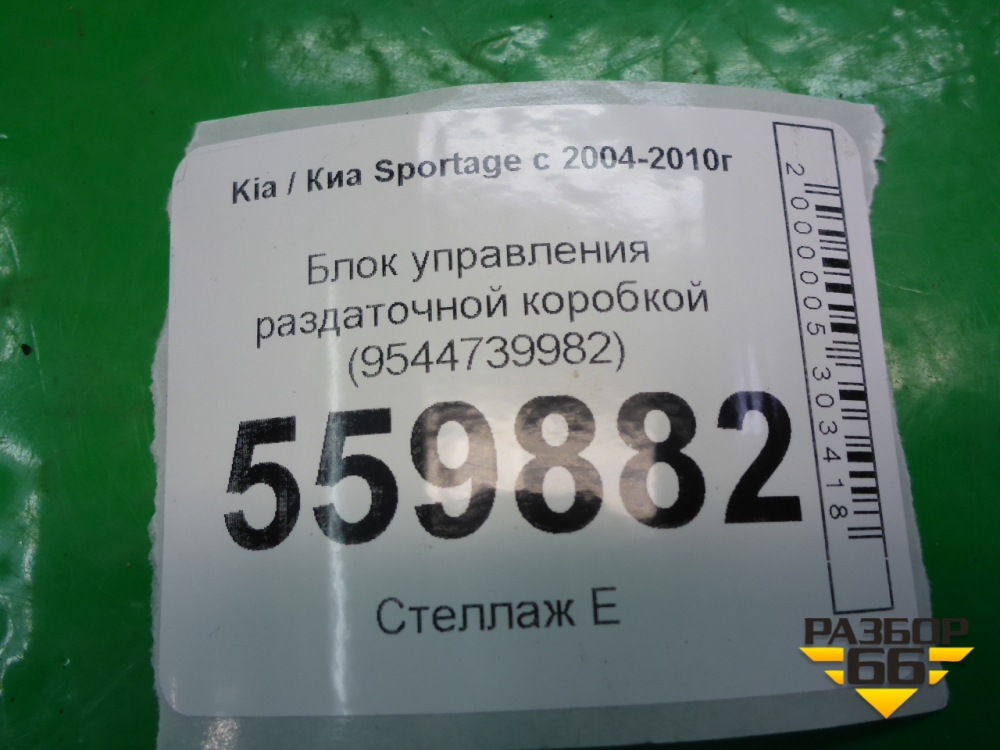 Kia / Киа Sportage с 2004-2010г
Блок управления
раздаточной коробкой
(9544739982)
559882
Стеллаж Е
2000005303418
РАЗБОР
66